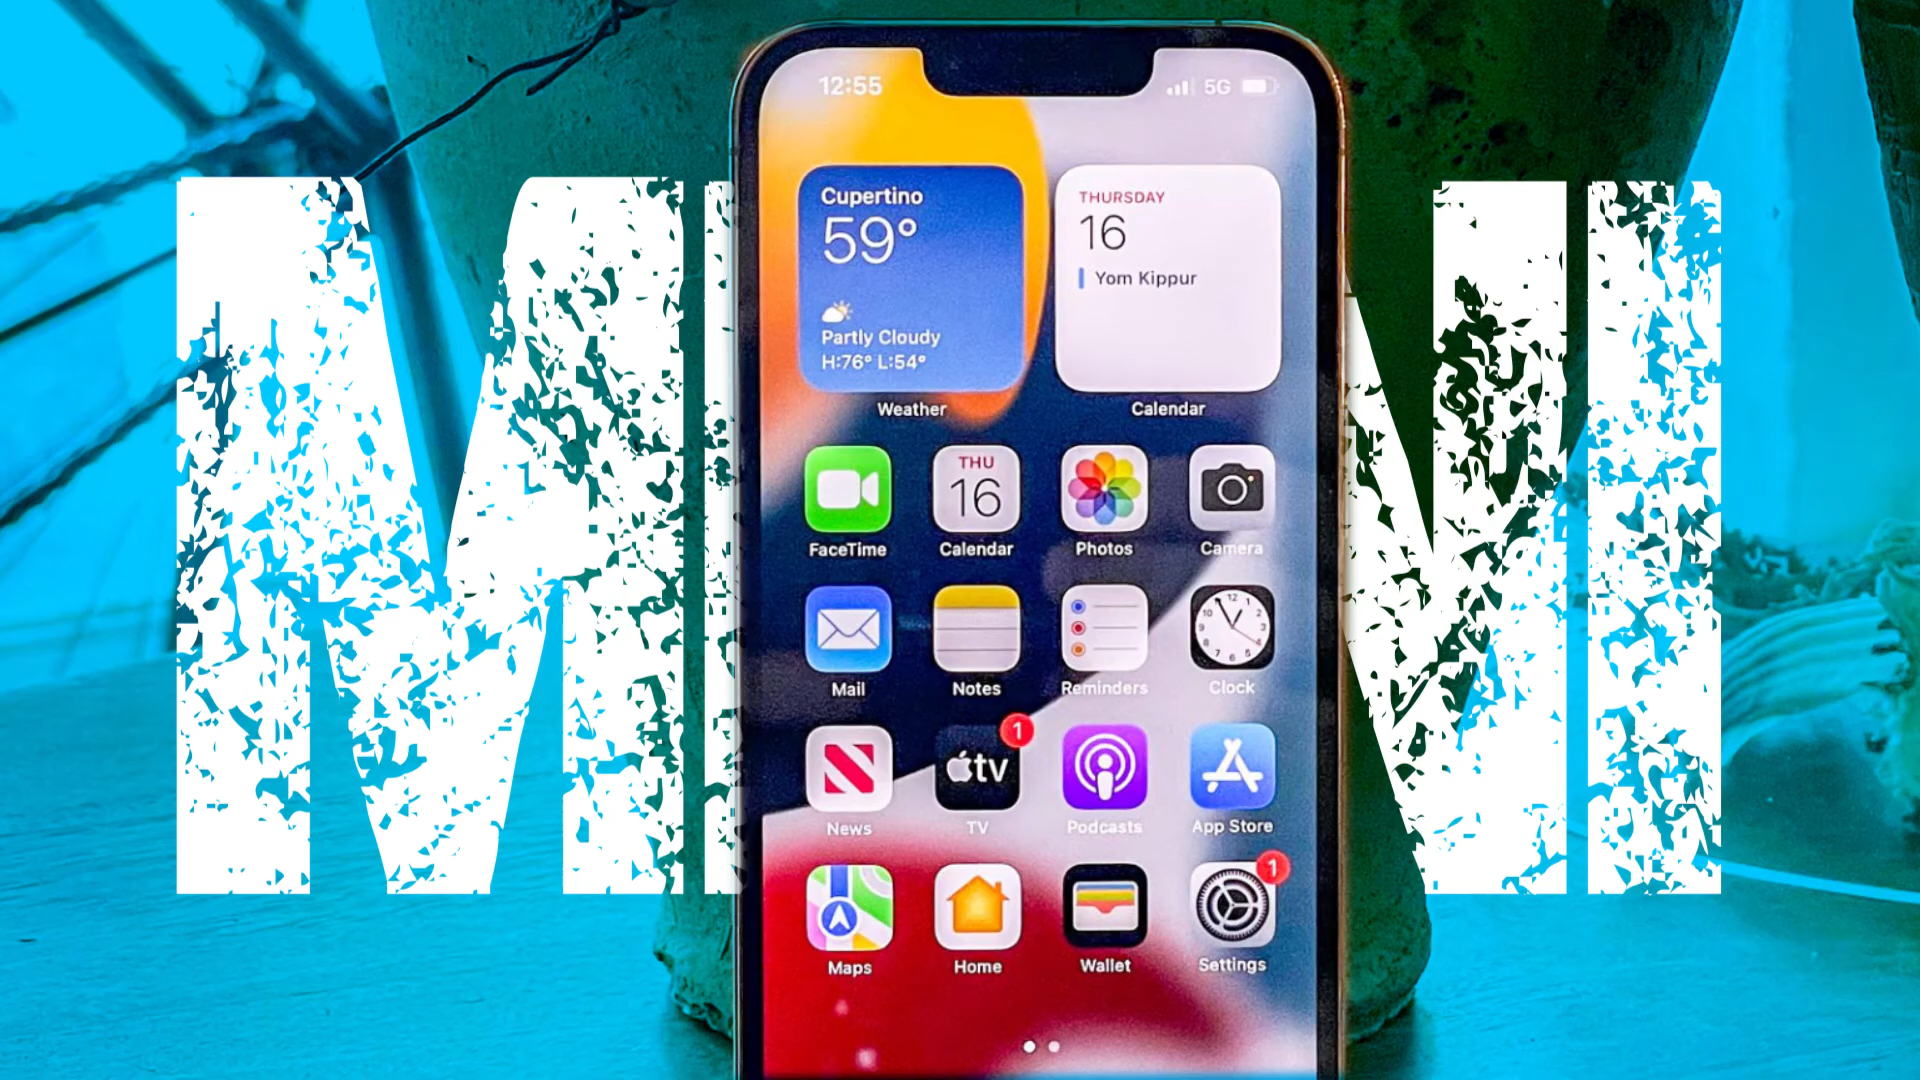 12:55 5G
Cupertino
59°
Partly Cloudy
H:76° L:54°
Weather
THURSDAY
16
Yom Kippur
Calendar
FaceTime
THU
16
Calendar
Photos
Camera
Mail
Notes
Reminders
Clock
News
tv
1
TV
Podcasts
App Store
Maps
Home
Wallet
1
Settings